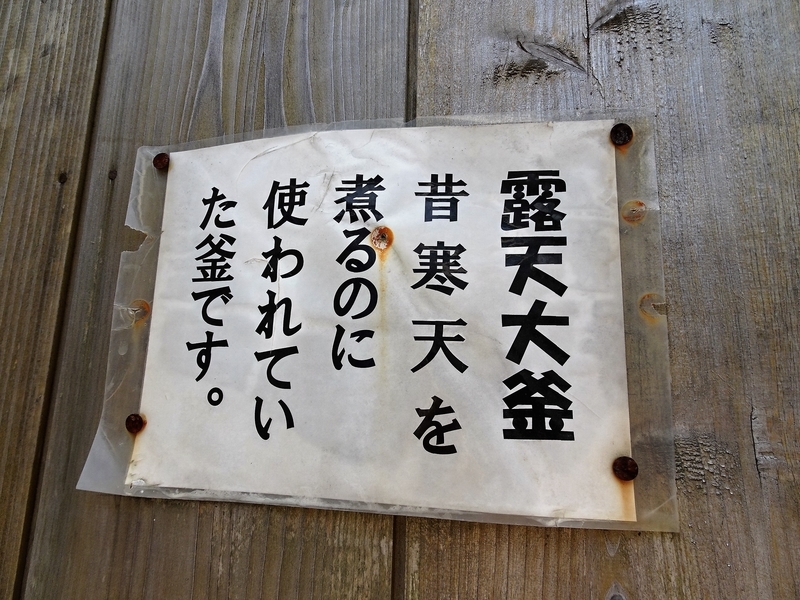 露天大釜
昔寒天を
煮るのに
使われてい
た釜です。